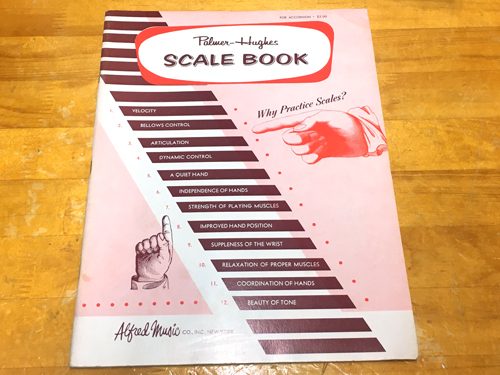 FOR ACCORDION • $2.00
Palmer-Hughes
SCALE BOOK
Why Practice Scales?
1. VELOCITY
2. BELLOWS CONTROL
3. ARTICULATION
4. DYNAMIC CONTROL
5. A QUIET HAND
6. INDEPENDENCE OF HANDS
7. STRENGTH OF PLAYING MUSCLES
8. IMPROVED HAND POSITION
9. SUPPLENESS OF THE WRIST
10. RELAXATION OF PROPER MUSCLES
11. COORDINATION OF HANDS
12. BEAUTY OF TONE
Alfred Music CO., INC. NEW YORK